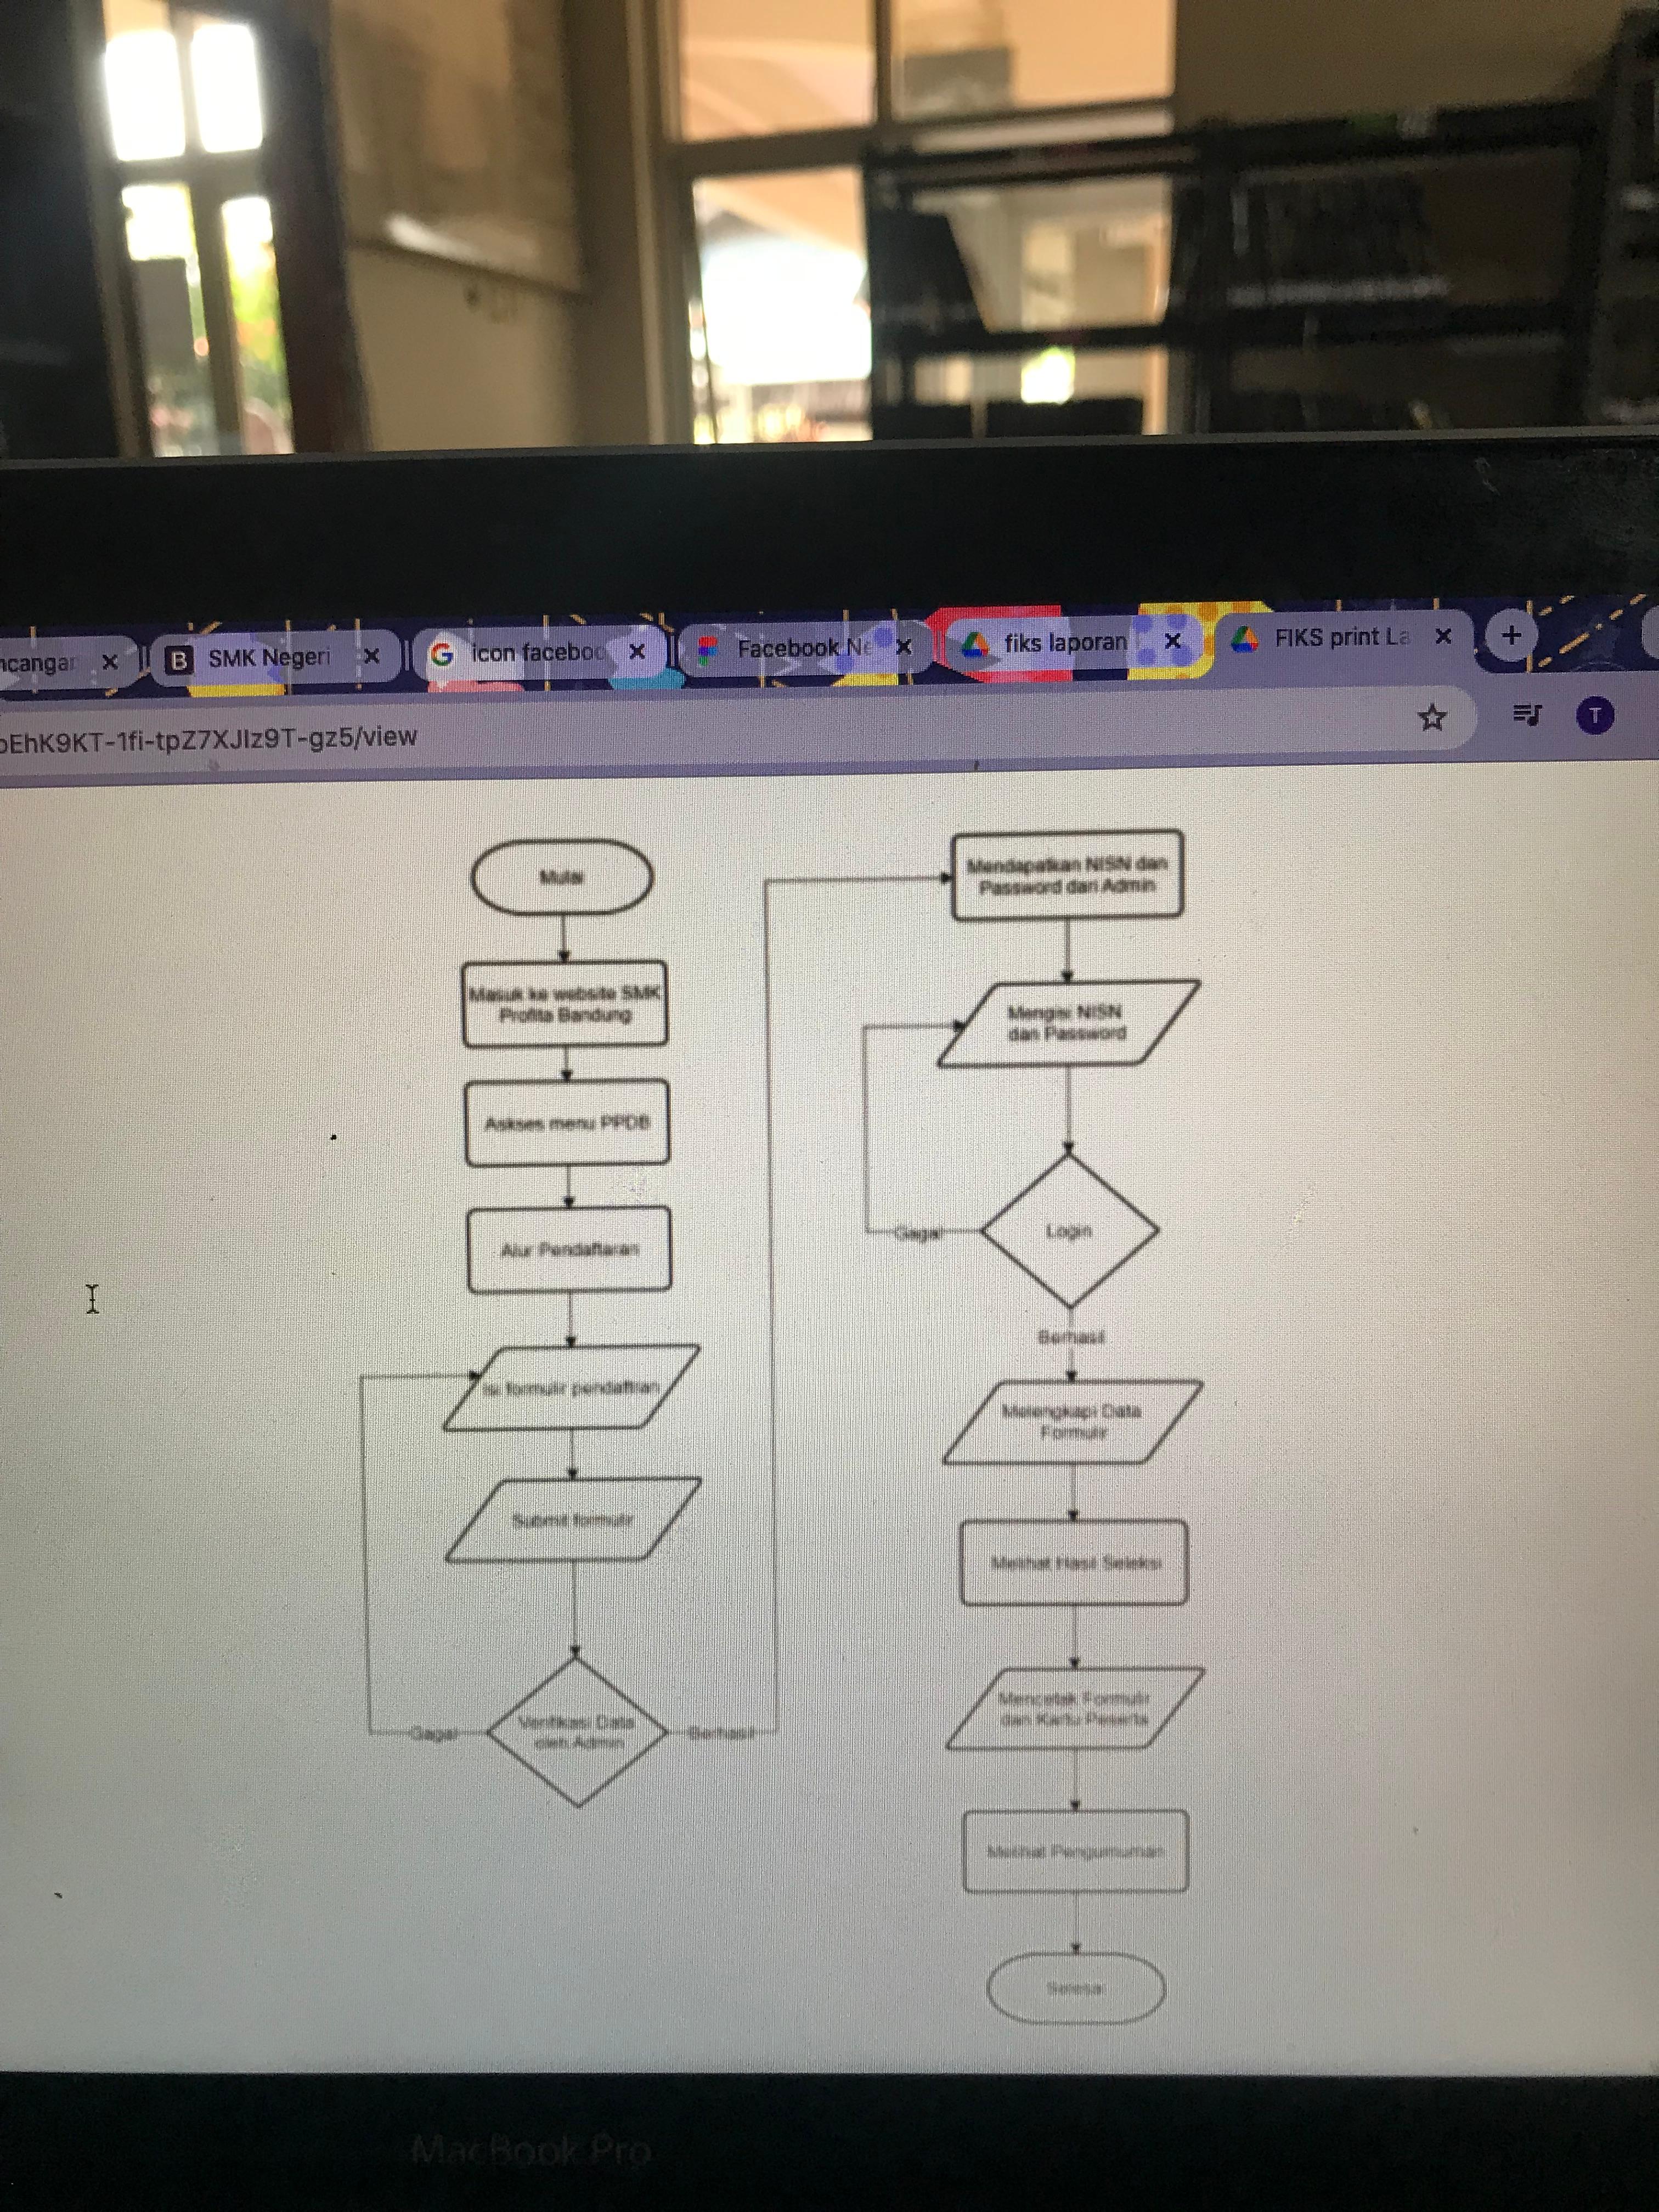 ncangar
SMK Negeri
icon faceboo
Facebook Ne
fiks laporan
FIKS print La
T
oEhK9KT-1fi-tpZ7XJIz9T-gz5/view
Mulai
Masuk ke website SMK
Profita Bandung
Askses menu PPDB
Alur Pendaftaran
Isi formulir pendaftran
Submit formulir
Verifikasi Data
oleh Admin
Gagal
Berhasil
Mendapatkan NISN dan
Password dari Admin
Mengisi NISN
dan Password
Login
Gagal
Berhasil
Melengkapi Data
Formulir
Melihat Hasil Seleksi
Mencetak Formulir
dan Kartu Peserta
Melihat Pengumuman
Selesai
MacBook Pro